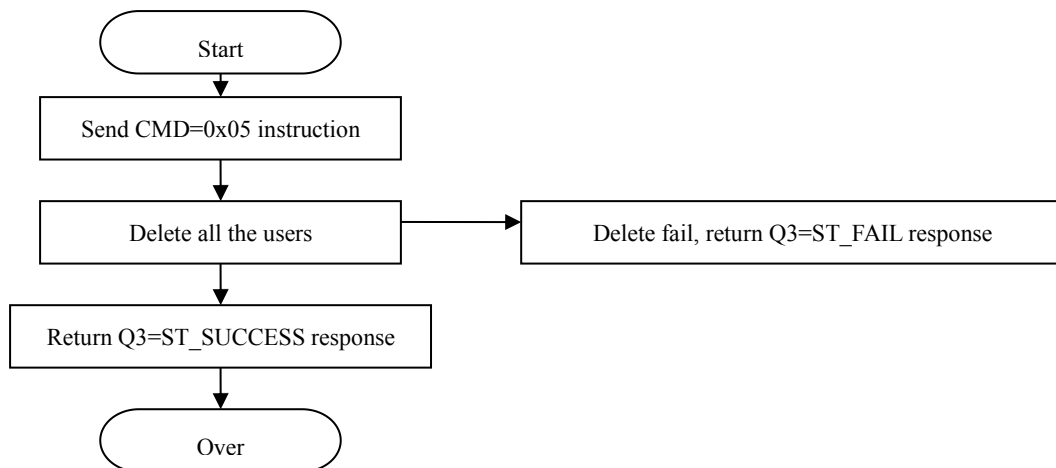 Start
Send CMD=0x05 instruction
Delete all the users
Delete fail, return Q3=ST_FAIL response
Return Q3=ST_SUCCESS response
Over